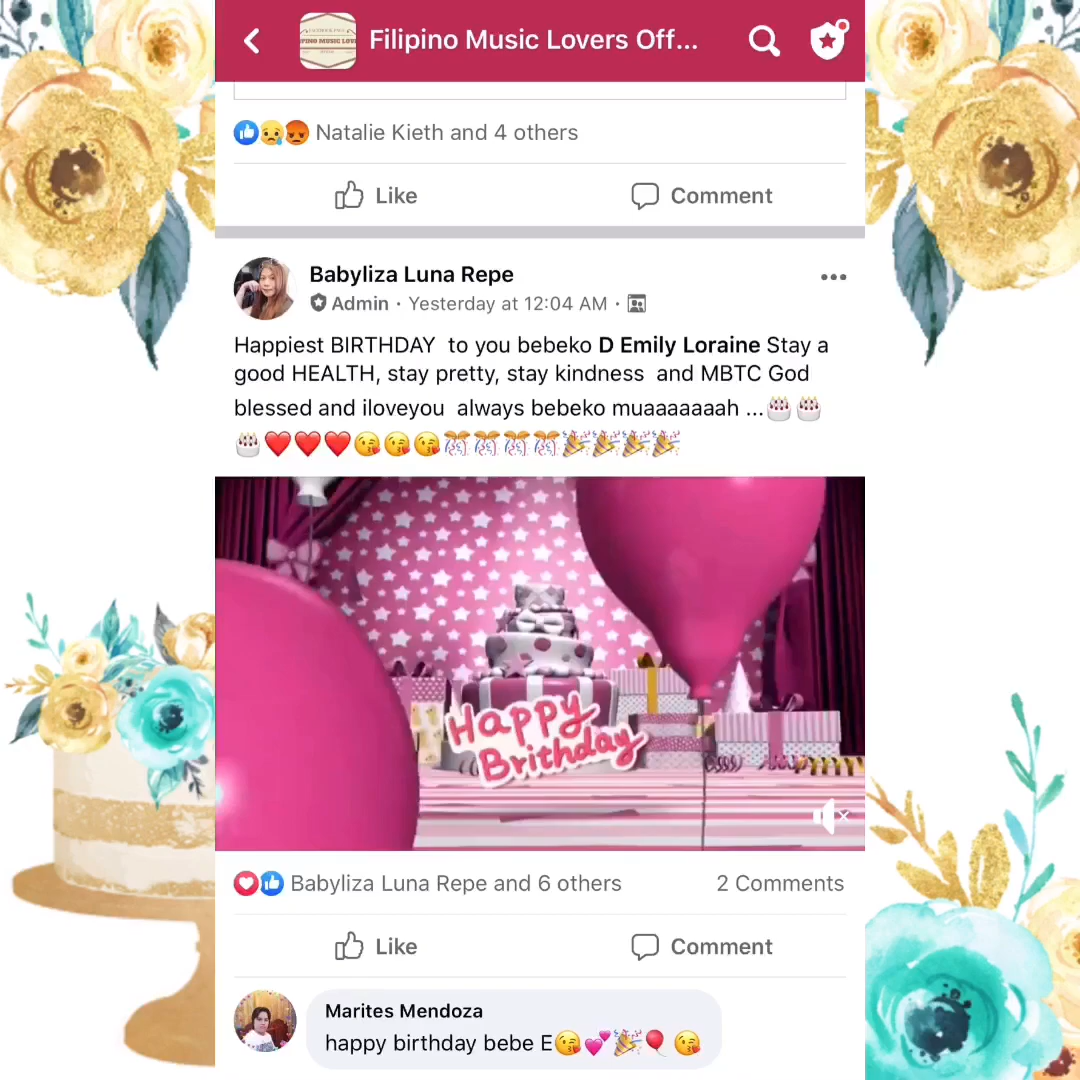 Filipino Music Lovers Off...
Natalie Kieth and 4 others
Like
Comment
Babyliza Luna Repe
Admin · Yesterday at 12:04 AM ·
Happiest BIRTHDAY to you bebeko D Emily Loraine Stay a
good HEALTH, stay pretty, stay kindness and MBTC God
blessed and iloveyou always bebeko muaaaaaaah ...🎂🎂
🎂❤️❤️❤️😘😘😘🎊🎊🎊🎊🎉🎉🎉🎉
Happy
Brithday
Babyliza Luna Repe and 6 others
2 Comments
Like
Comment
Marites Mendoza
happy birthday bebe E😘💕🎉🎈😘